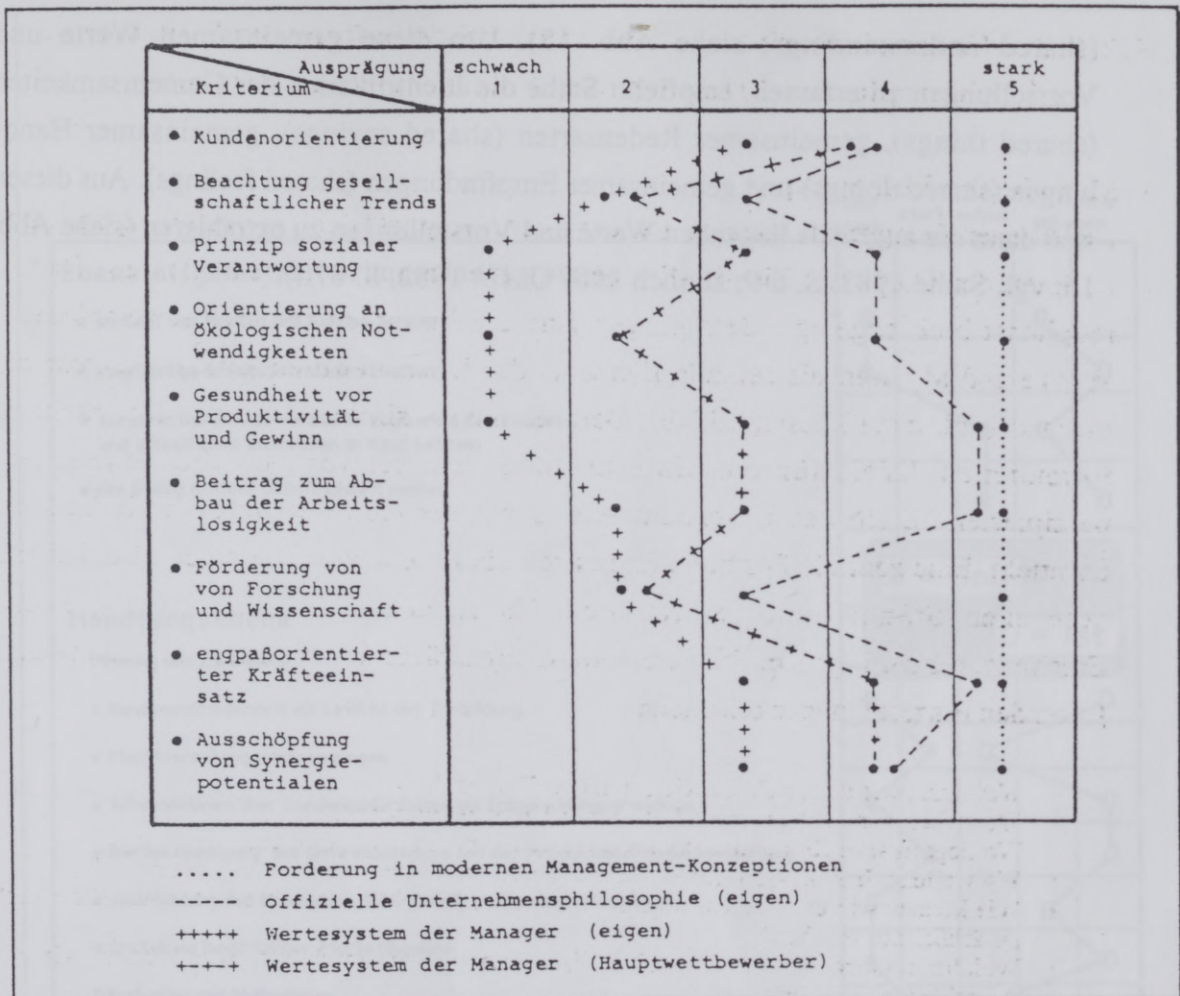 Ausprägung
Kriterium
schwach
1
2
3
4
stark
5
● Kundenorientierung
● Beachtung gesell-
schaftlicher Trends
● Prinzip sozialer
Verantwortung
● Orientierung an
ökologischen Not-
wendigkeiten
● Gesundheit vor
Produktivität
und Gewinn
● Beitrag zum Ab-
bau der Arbeits-
losigkeit
● Förderung von
von Forschung
und Wissenschaft
● engpaßorientier-
ter Kräfteein-
satz
● Ausschöpfung
von Synergie-
potentialen
..... Forderung in modernen Management-Konzeptionen
----- offizielle Unternehmensphilosophie (eigen)
+++++ Wertesystem der Manager (eigen)
+-+-+ Wertesystem der Manager (Hauptwettbewerber)